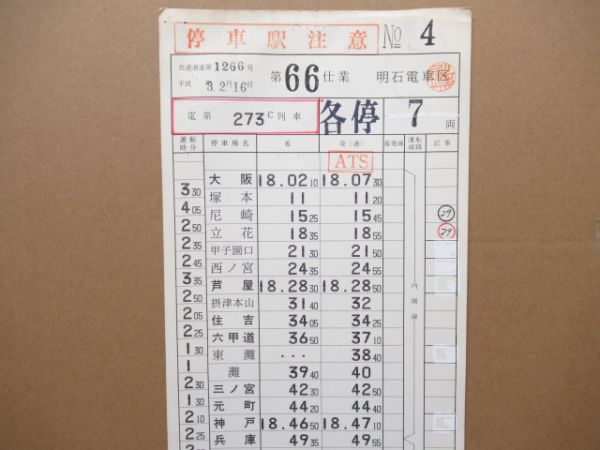 停車駅注意 No 4
共通通達第1266号
平成 3.2月16日 第66仕業 明石電車区
電第 273C列車 各停 7両
運転時分 停車場名 着 発(通) 着発線 運転線路 記事
ATS
大阪 18.02 10 18.07 30
3 30 塚本 11 11 20
4 05 尼崎 15 25 15 45 29
2 50 立花 18 35 18 55 29
2 35 甲子園口 21 30 21 50
2 45 西ノ宮 24 35 24 55
3 35 芦屋 18.28 30 18.28 50
2 50 摂津本山 31 40 32
2 05 住吉 34 05 34 25
2 25 六甲道 36 50 37 10
1 30 東灘 ・・・ 38 40
1 灘 39 40 40
2 30 三ノ宮 42 30 42 50
1 30 元町 44 20 44 40
2 10 神戸 18.46 50 18.47 10
2 25 兵庫 49 35 49 55
内側線